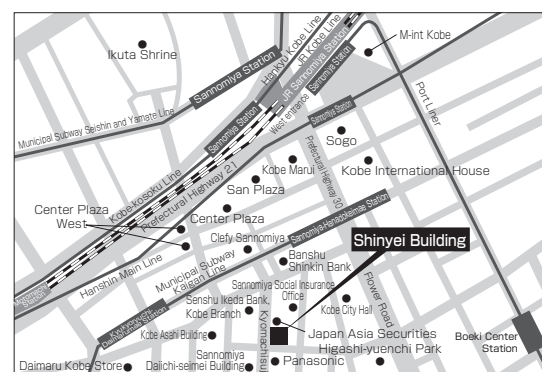 Ikuta Shrine
M-int Kobe
Hankyu Kobe Line
JR Kobe Line
JR Sannomiya Station
Sannomiya Station
Sannomiya Station
West entrance
Sannomiya Station
Sannomiya Station
Municipal Subway Seishin and Yamate Line
Port Liner
Sogo
Kobe Marui
Kobe International House
San Plaza
Prefectural Highway 30
Kobe-kosoku Line
Prefectural Highway 21
Center Plaza
West
Center Plaza
Sannomiya-Hanadokeimae Station
Clefy Sannomiya
Shinyei Building
Hanshin Main Line
Municipal Subway
Kaigan Line
Banshu
Shinkin Bank
Flower Road
Sannomiya Social Insurance
Office
Senshu Ikeda Bank,
Kobe Branch
Kobe City Hall
Kyukyoryuchi-
Daimarumae Station
Kyomachisuji
Kobe Asahi Building
Japan Asia Securities
Boeki Center
Station
Higashi-yuenchi Park
Daimaru Kobe Store
Sannomiya
Daiichi-seimei Building
Panasonic